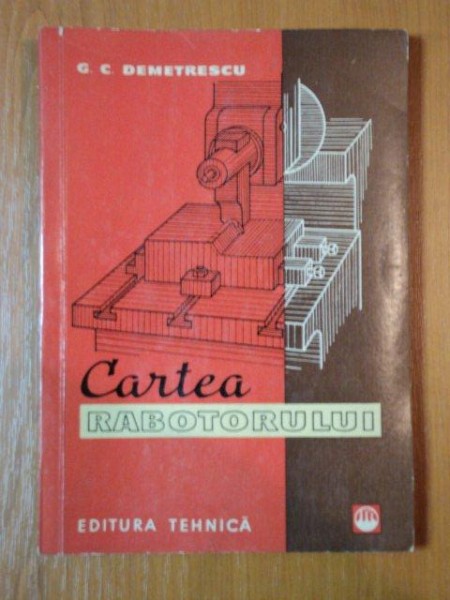 G. C. DEMETRESCU
Cartea
RABOTORULUI
EDITURA TEHNICĂ